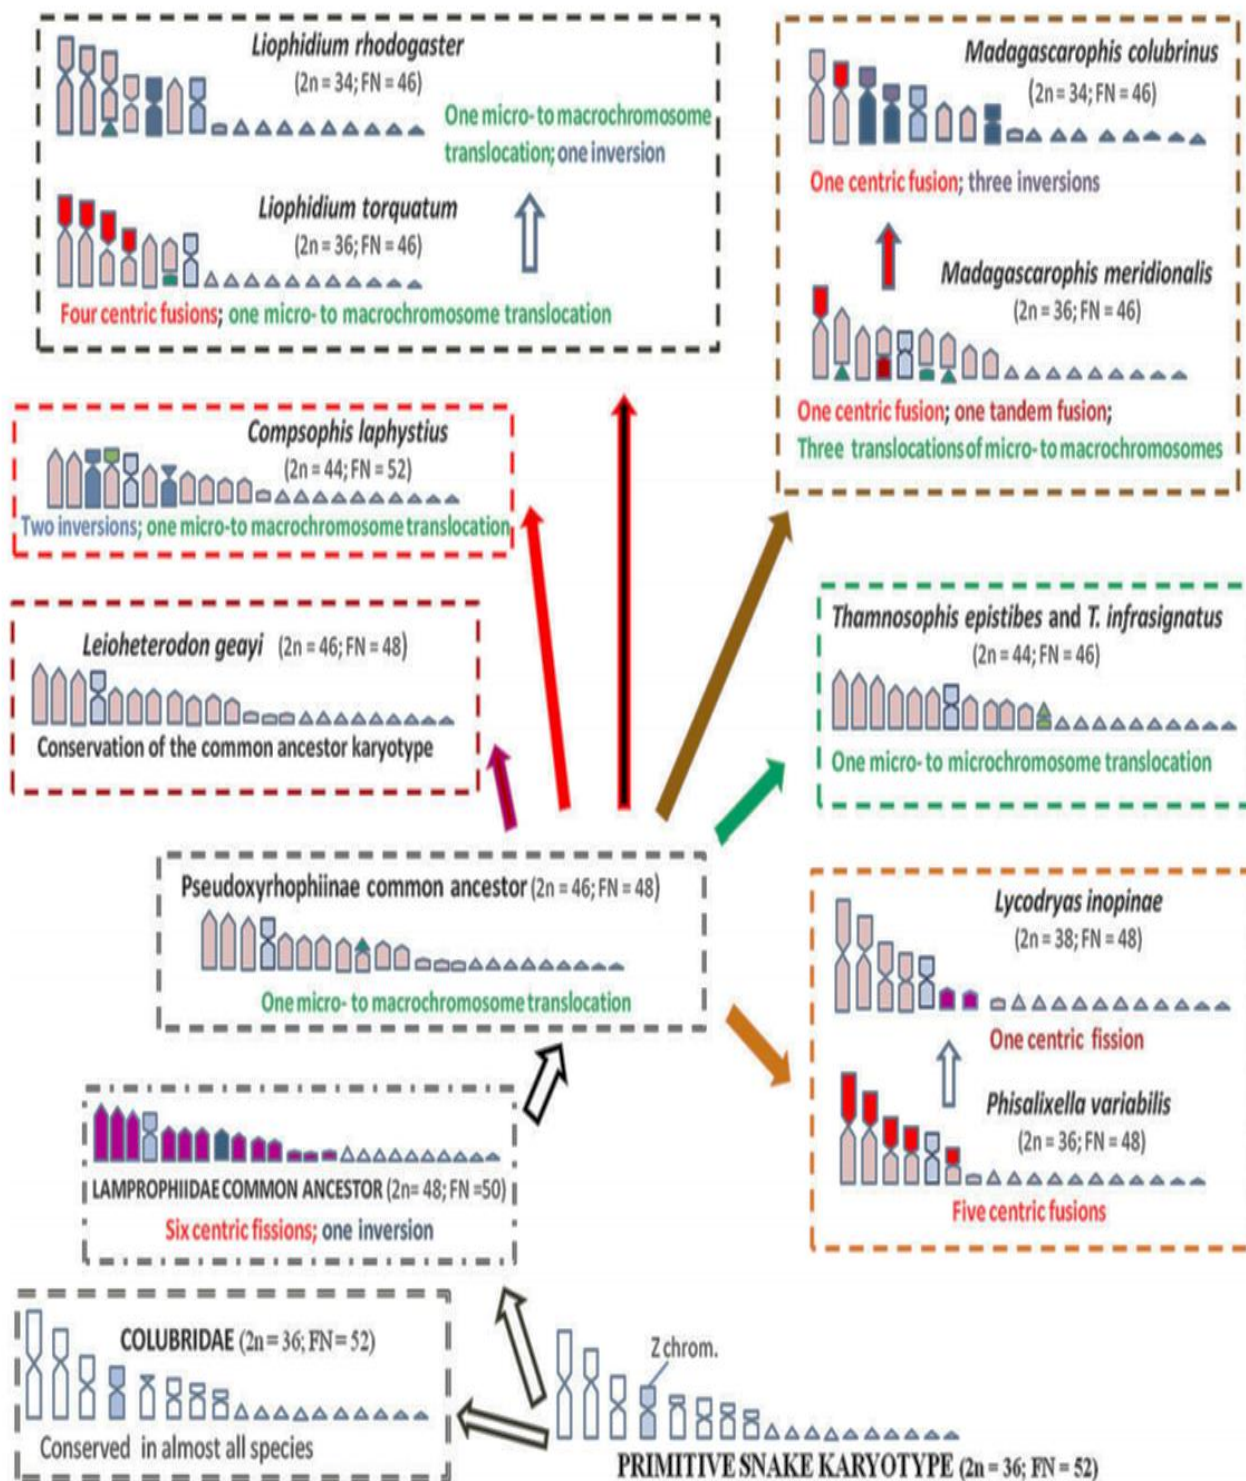 Liophidium rhodogaster
(2n = 34; FN = 46)
One micro- to macrochromosome
translocation; one inversion
Liophidium torquatum
(2n = 36; FN = 46)
Four centric fusions; one micro- to macrochromosome translocation
Madagascarophis colubrinus
(2n = 34; FN = 46)
One centric fusion; three inversions
Madagascarophis meridionalis
(2n = 36; FN = 46)
One centric fusion; one tandem fusion;
Three translocations of micro- to macrochromosomes
Compsophis laphystius
(2n = 44; FN = 52)
Two inversions; one micro-to macrochromosome translocation
Leioheterodon geayi (2n = 46; FN = 48)
Conservation of the common ancestor karyotype
Thamnosophis epistibes and T. infrasignatus
(2n = 44; FN = 46)
One micro- to microchromosome translocation
Pseudoxyrhophiinae common ancestor (2n = 46; FN = 48)
One micro- to macrochromosome translocation
Lycodryas inopinae
(2n = 38; FN = 48)
One centric fission
Phisalixella variabilis
(2n = 36; FN = 48)
Five centric fusions
LAMPROPHIIDAE COMMON ANCESTOR (2n= 48; FN =50)
Six centric fissions; one inversion
COLUBRIDAE (2n = 36; FN = 52)
Conserved in almost all species
Z chrom.
PRIMITIVE SNAKE KARYOTYPE (2n = 36; FN = 52)